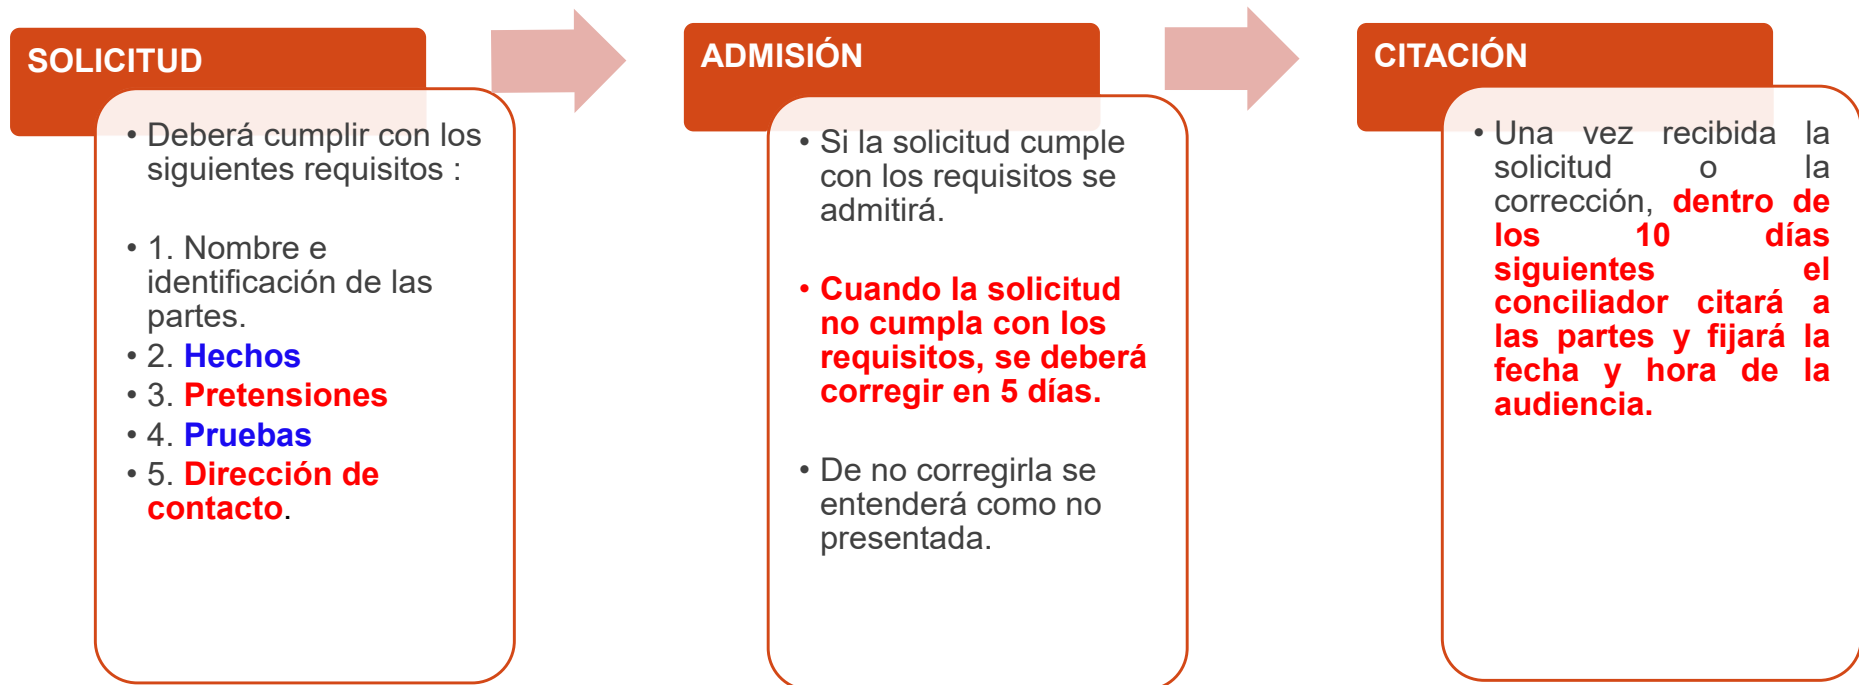 SOLICITUD
• Deberá cumplir con los
siguientes requisitos :
• 1. Nombre e
identificación de las
partes.
• 2. Hechos
• 3. Pretensiones
• 4. Pruebas
• 5. Dirección de
contacto.
ADMISIÓN
• Si la solicitud cumple
con los requisitos se
admitirá.
• Cuando la solicitud
no cumpla con los
requisitos, se deberá
corregir en 5 días.
• De no corregirla se
entenderá como no
presentada.
CITACIÓN
• Una vez recibida la
solicitud o la
corrección, dentro de
los 10 días
siguientes el
conciliador citará a
las partes y fijará la
fecha y hora de la
audiencia.